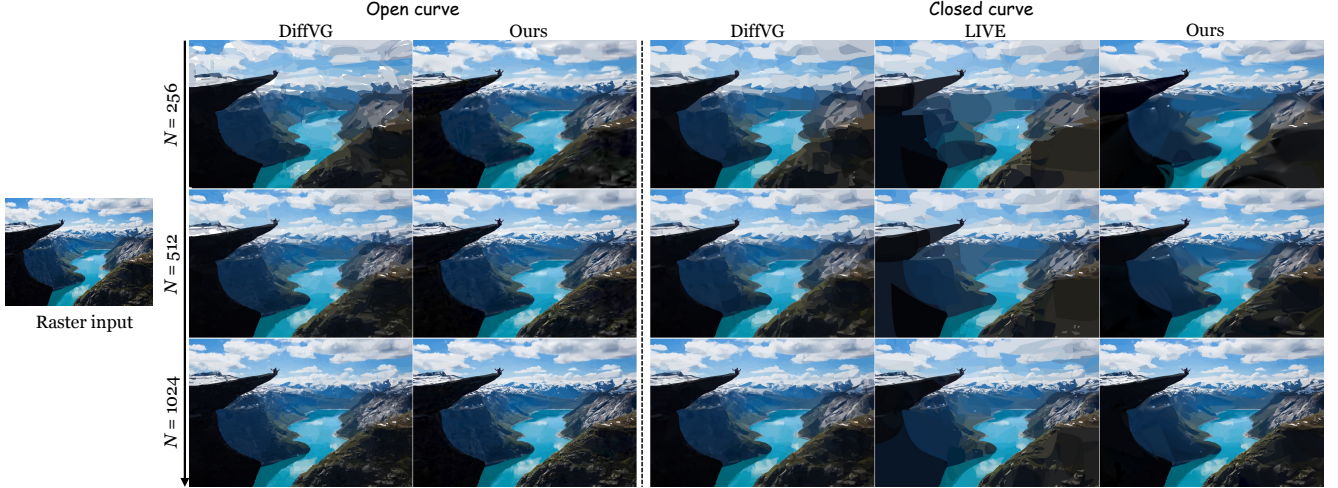 Open curve
Closed curve
DiffVG
Ours
DiffVG
LIVE
Ours
N = 256
N = 512
N = 1024
Raster input